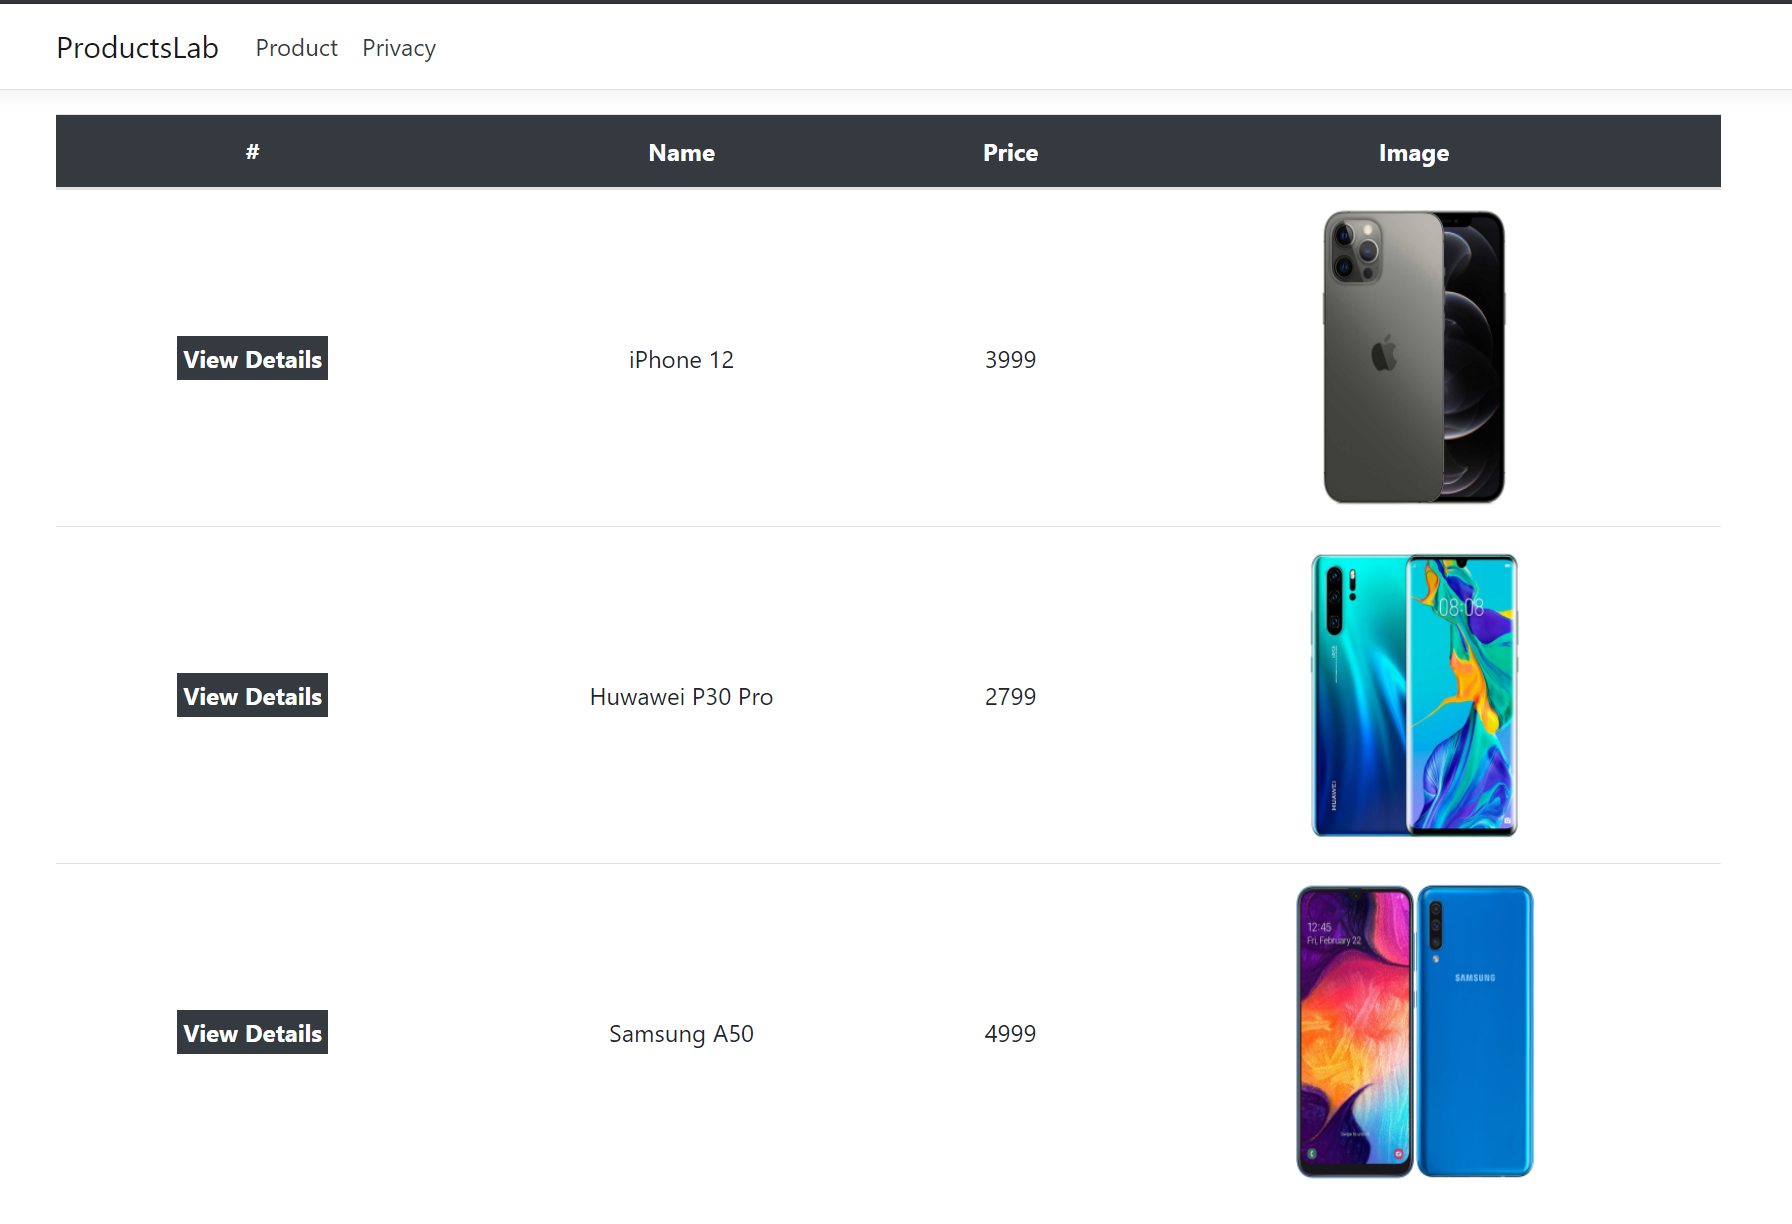 ProductsLab Product Privacy
# Name Price Image
View Details iPhone 12 3999
View Details Huwawei P30 Pro 2799
08:08
HUAWEI
View Details Samsung A50 4999
12:45
Fri, February 22
SAMSUNG